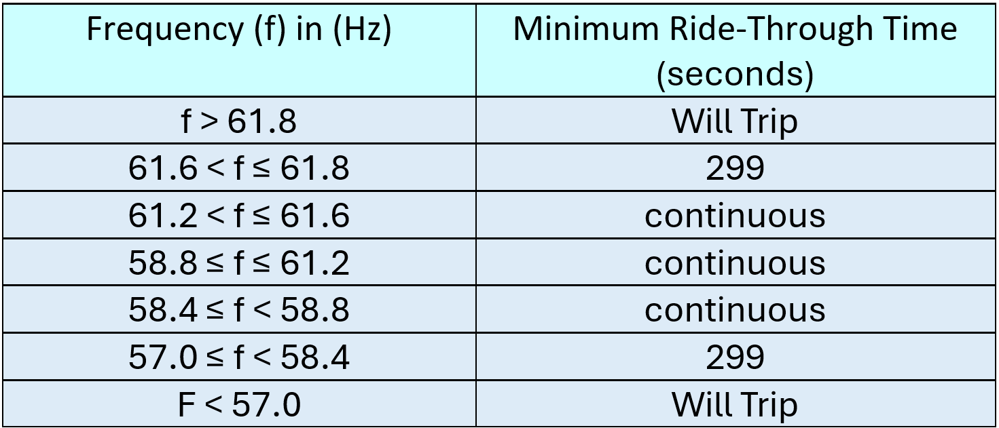 Frequency (f) in (Hz)
Minimum Ride-Through Time
(seconds)
f > 61.8
Will Trip
61.6 < f ≤ 61.8
299
61.2 < f ≤ 61.6
continuous
58.8 ≤ f ≤ 61.2
continuous
58.4 ≤ f < 58.8
continuous
57.0 ≤ f < 58.4
299
F < 57.0
Will Trip